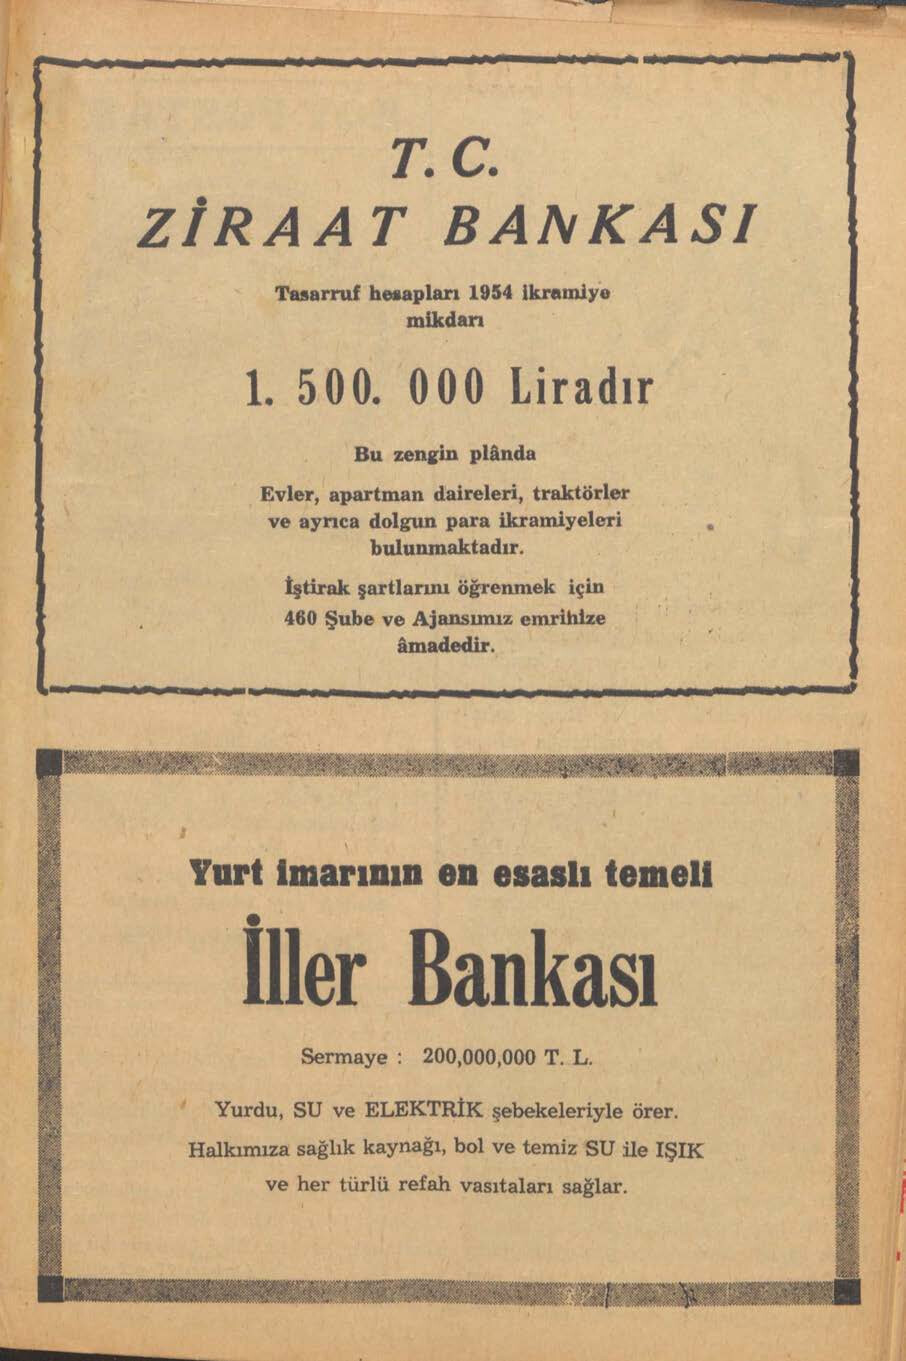 T. C.
ZİRAAT BANKASI
Tasarruf hesapları 1954 ikramiye
mikdarı
1. 500. 000 Liradır
Bu zengin plânda
Evler, apartman daireleri, traktörler
ve ayrıca dolgun para ikramiyeleri
bulunmaktadır.
İştirak şartlarını öğrenmek için
460 Şube ve Ajansımız emrihize
âmadedir.
Yurt imarının en esaslı temeli
İller Bankası
Sermaye : 200,000,000 T. L.
Yurdu, SU ve ELEKTRİK şebekeleriyle örer.
Halkımıza sağlık kaynağı, bol ve temiz SU ile IŞIK
ve her türlü refah vasıtaları sağlar.